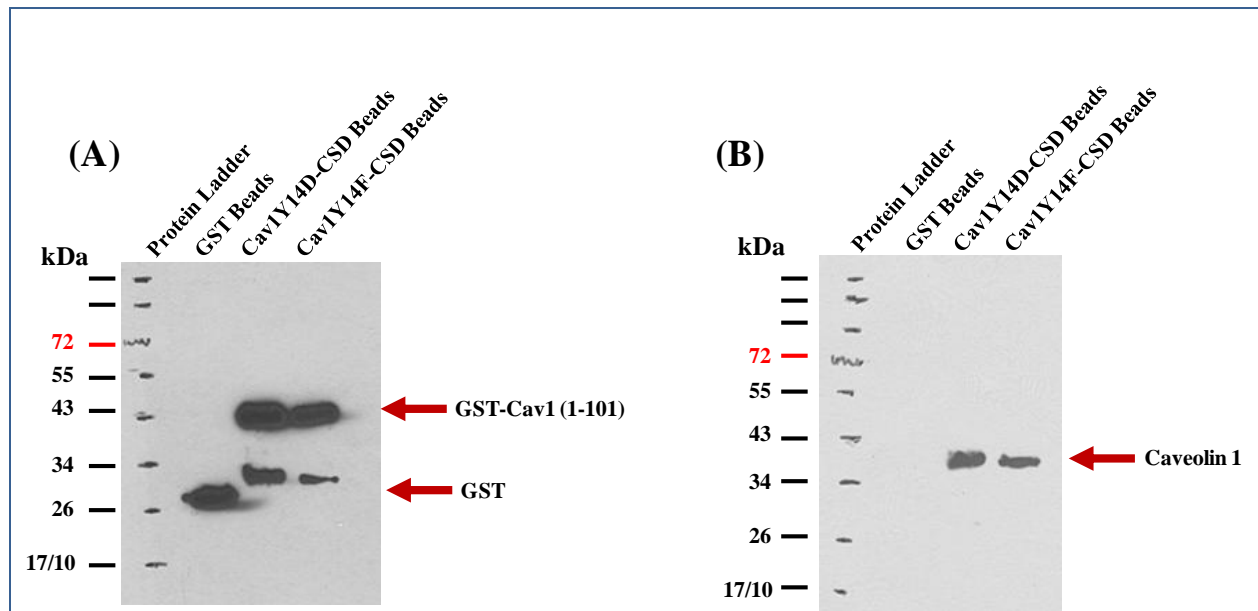 (A)
Protein Ladder
GST Beads
Cav1Y14D-CSD Beads
Cav1Y14F-CSD Beads
kDa
72
55
43
34
26
17/10
GST-Cav1 (1-101)
GST
(B)
Protein Ladder
GST Beads
Cav1Y14D-CSD Beads
Cav1Y14F-CSD Beads
kDa
72
55
43
34
26
17/10
Caveolin 1